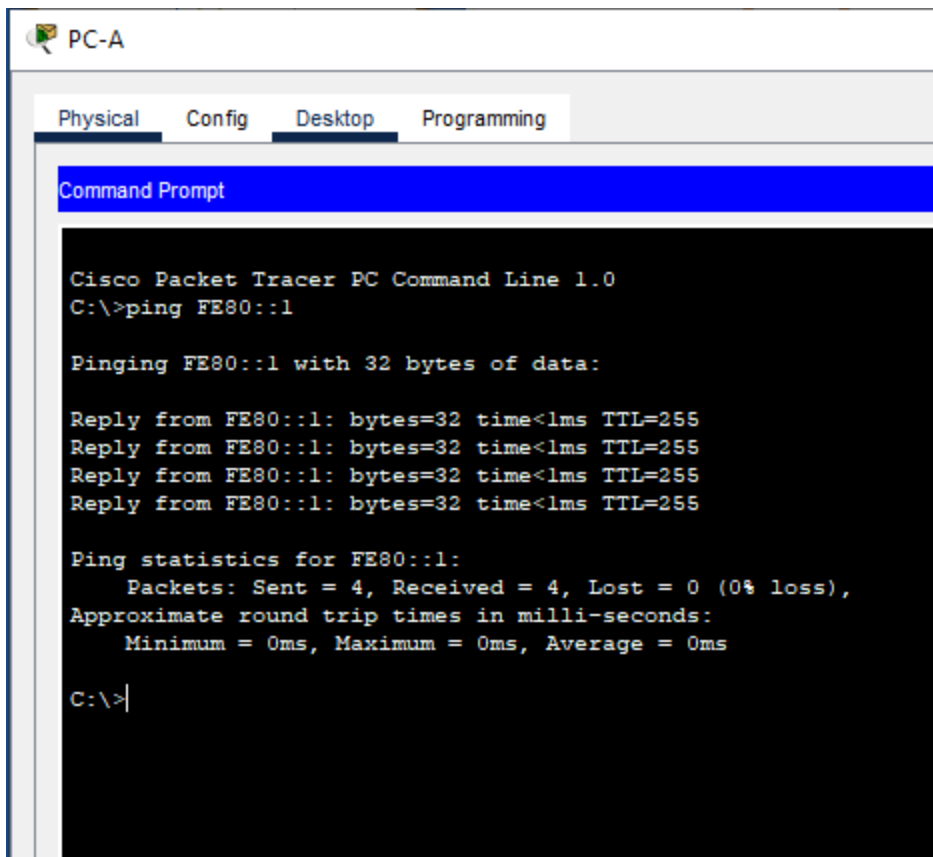 PC-A
Physical Config Desktop Programming
Command Prompt
Cisco Packet Tracer PC Command Line 1.0
C:\>ping FE80::1
Pinging FE80::1 with 32 bytes of data:
Reply from FE80::1: bytes=32 time<1ms TTL=255
Reply from FE80::1: bytes=32 time<1ms TTL=255
Reply from FE80::1: bytes=32 time<1ms TTL=255
Reply from FE80::1: bytes=32 time<1ms TTL=255
Ping statistics for FE80::1:
Packets: Sent = 4, Received = 4, Lost = 0 (0% loss),
Approximate round trip times in milli-seconds:
Minimum = 0ms, Maximum = 0ms, Average = 0ms
C:\>